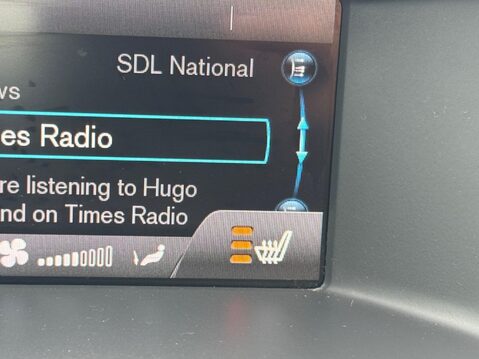 SDL National
ws
es Radio
re listening to Hugo
nd on Times Radio